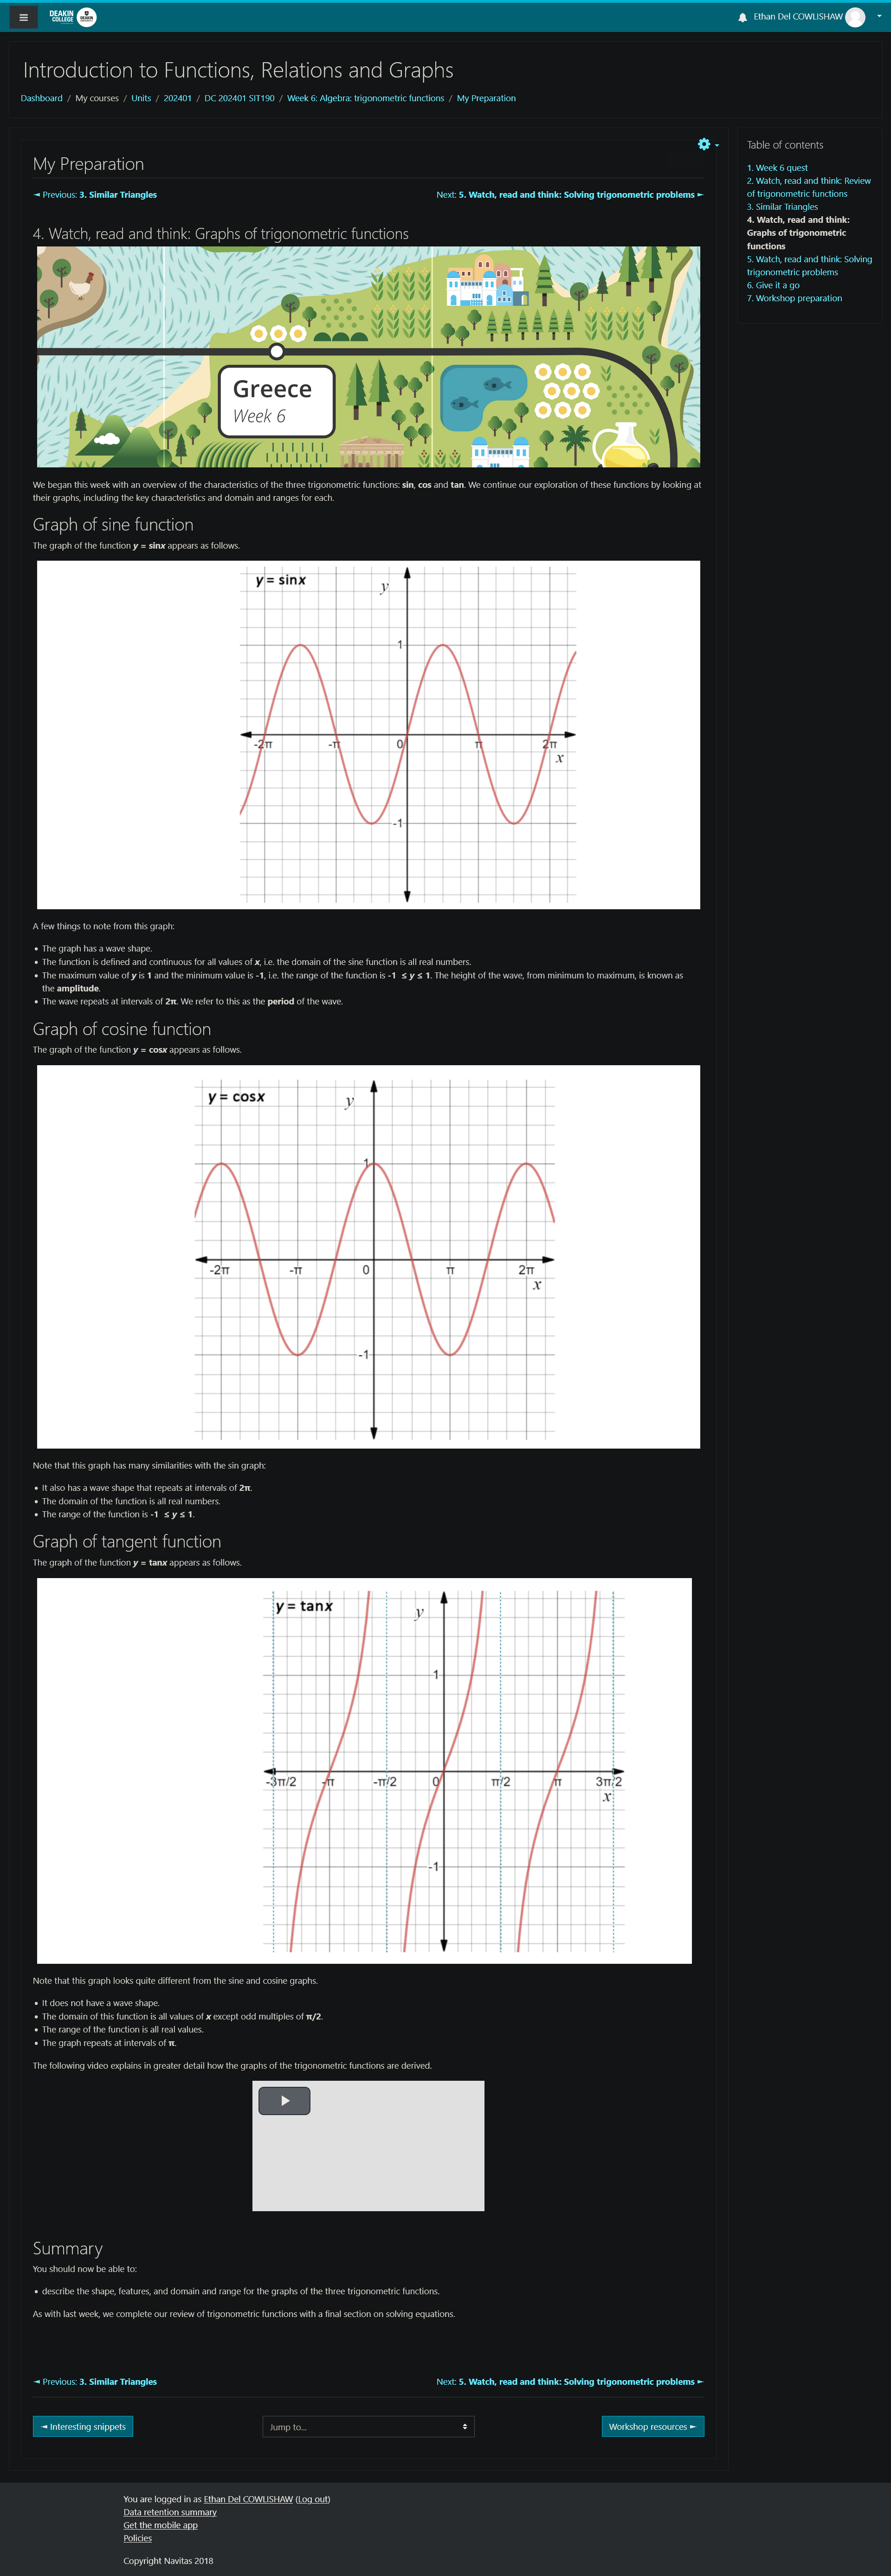 DEAKIN
COLLEGE
Ethan Del COWLISHAW
Introduction to Functions, Relations and Graphs
Dashboard / My courses / Units / 202401 / DC 202401 SIT190 / Week 6: Algebra: trigonometric functions / My Preparation
My Preparation
◄ Previous: 3. Similar Triangles
Next: 5. Watch, read and think: Solving trigonometric problems ►
4. Watch, read and think: Graphs of trigonometric functions
Greece
Week 6
We began this week with an overview of the characteristics of the three trigonometric functions: sin, cos and tan. We continue our exploration of these functions by looking at
their graphs, including the key characteristics and domain and ranges for each.
Graph of sine function
The graph of the function y = sinx appears as follows.
y = sinx
y
1
-2π -π 0 π 2π
x
-1
A few things to note from this graph:
• The graph has a wave shape.
• The function is defined and continuous for all values of x, i.e. the domain of the sine function is all real numbers.
• The maximum value of y is 1 and the minimum value is -1, i.e. the range of the function is -1 ≤ y ≤ 1. The height of the wave, from minimum to maximum, is known as
the amplitude.
• The wave repeats at intervals of 2π. We refer to this as the period of the wave.
Graph of cosine function
The graph of the function y = cosx appears as follows.
y = cosx
y
1
-2π -π 0 π 2π
x
-1
Note that this graph has many similarities with the sin graph:
• It also has a wave shape that repeats at intervals of 2π.
• The domain of the function is all real numbers.
• The range of the function is -1 ≤ y ≤ 1.
Graph of tangent function
The graph of the function y = tanx appears as follows.
y = tanx
y
1
-3π/2 -π -π/2 0 π/2 π 3π/2
x
-1
Note that this graph looks quite different from the sine and cosine graphs.
• It does not have a wave shape.
• The domain of this function is all values of x except odd multiples of π/2.
• The range of the function is all real values.
• The graph repeats at intervals of π.
The following video explains in greater detail how the graphs of the trigonometric functions are derived.
Summary
You should now be able to:
• describe the shape, features, and domain and range for the graphs of the three trigonometric functions.
As with last week, we complete our review of trigonometric functions with a final section on solving equations.
◄ Previous: 3. Similar Triangles
Next: 5. Watch, read and think: Solving trigonometric problems ►
◄ Interesting snippets
Jump to...
Workshop resources ►
Table of contents
1. Week 6 quest
2. Watch, read and think: Review
of trigonometric functions
3. Similar Triangles
4. Watch, read and think:
Graphs of trigonometric
functions
5. Watch, read and think: Solving
trigonometric problems
6. Give it a go
7. Workshop preparation
You are logged in as Ethan Del COWLISHAW (Log out)
Data retention summary
Get the mobile app
Policies
Copyright Navitas 2018